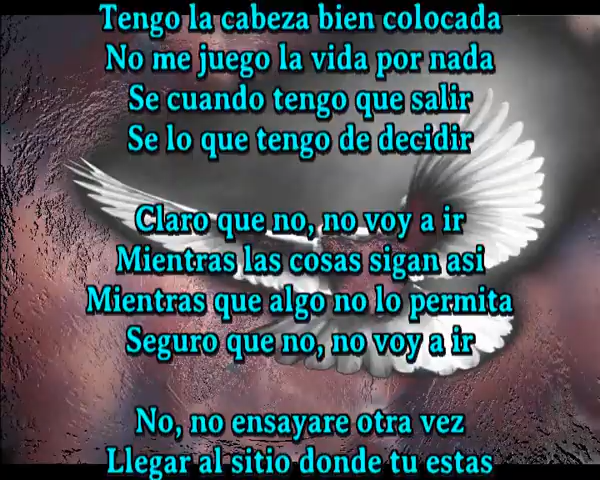 Tengo la cabeza bien colocada
No me juego la vida por nada
Se cuando tengo que salir
Se lo que tengo de decidir
Claro que no, no voy a ir
Mientras las cosas sigan asi
Mientras que algo no lo permita
Seguro que no, no voy a ir
No, no ensayare otra vez
Llegar al sitio donde tu estas